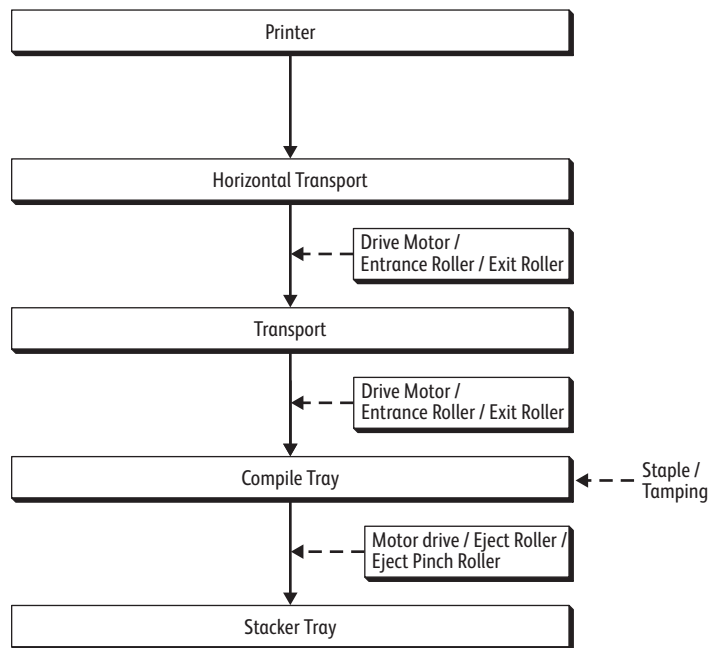 Printer
Horizontal Transport
Drive Motor /
Entrance Roller / Exit Roller
Transport
Drive Motor /
Entrance Roller / Exit Roller
Compile Tray
Staple /
Tamping
Motor drive / Eject Roller /
Eject Pinch Roller
Stacker Tray